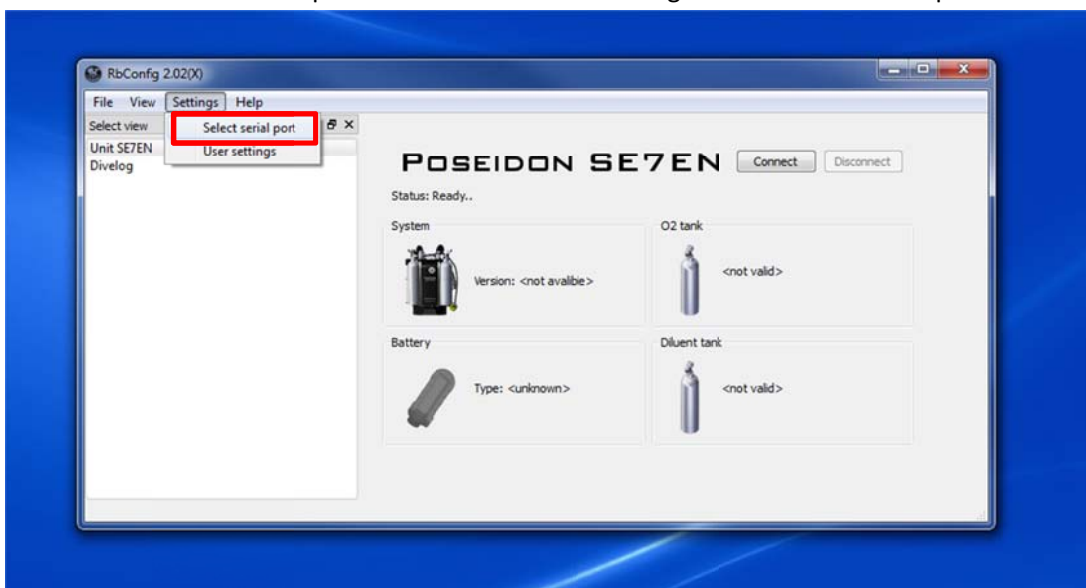 RbConfig 2.02(X)
File View Settings Help
Select view
Select serial port
User settings
Unit SE7EN
Divelog
POSEIDON SE7EN
Connect
Disconnect
Status: Ready..
System
Version: <not avalible>
O2 tank
<not valid>
Battery
Type: <unknown>
Diluent tank
<not valid>